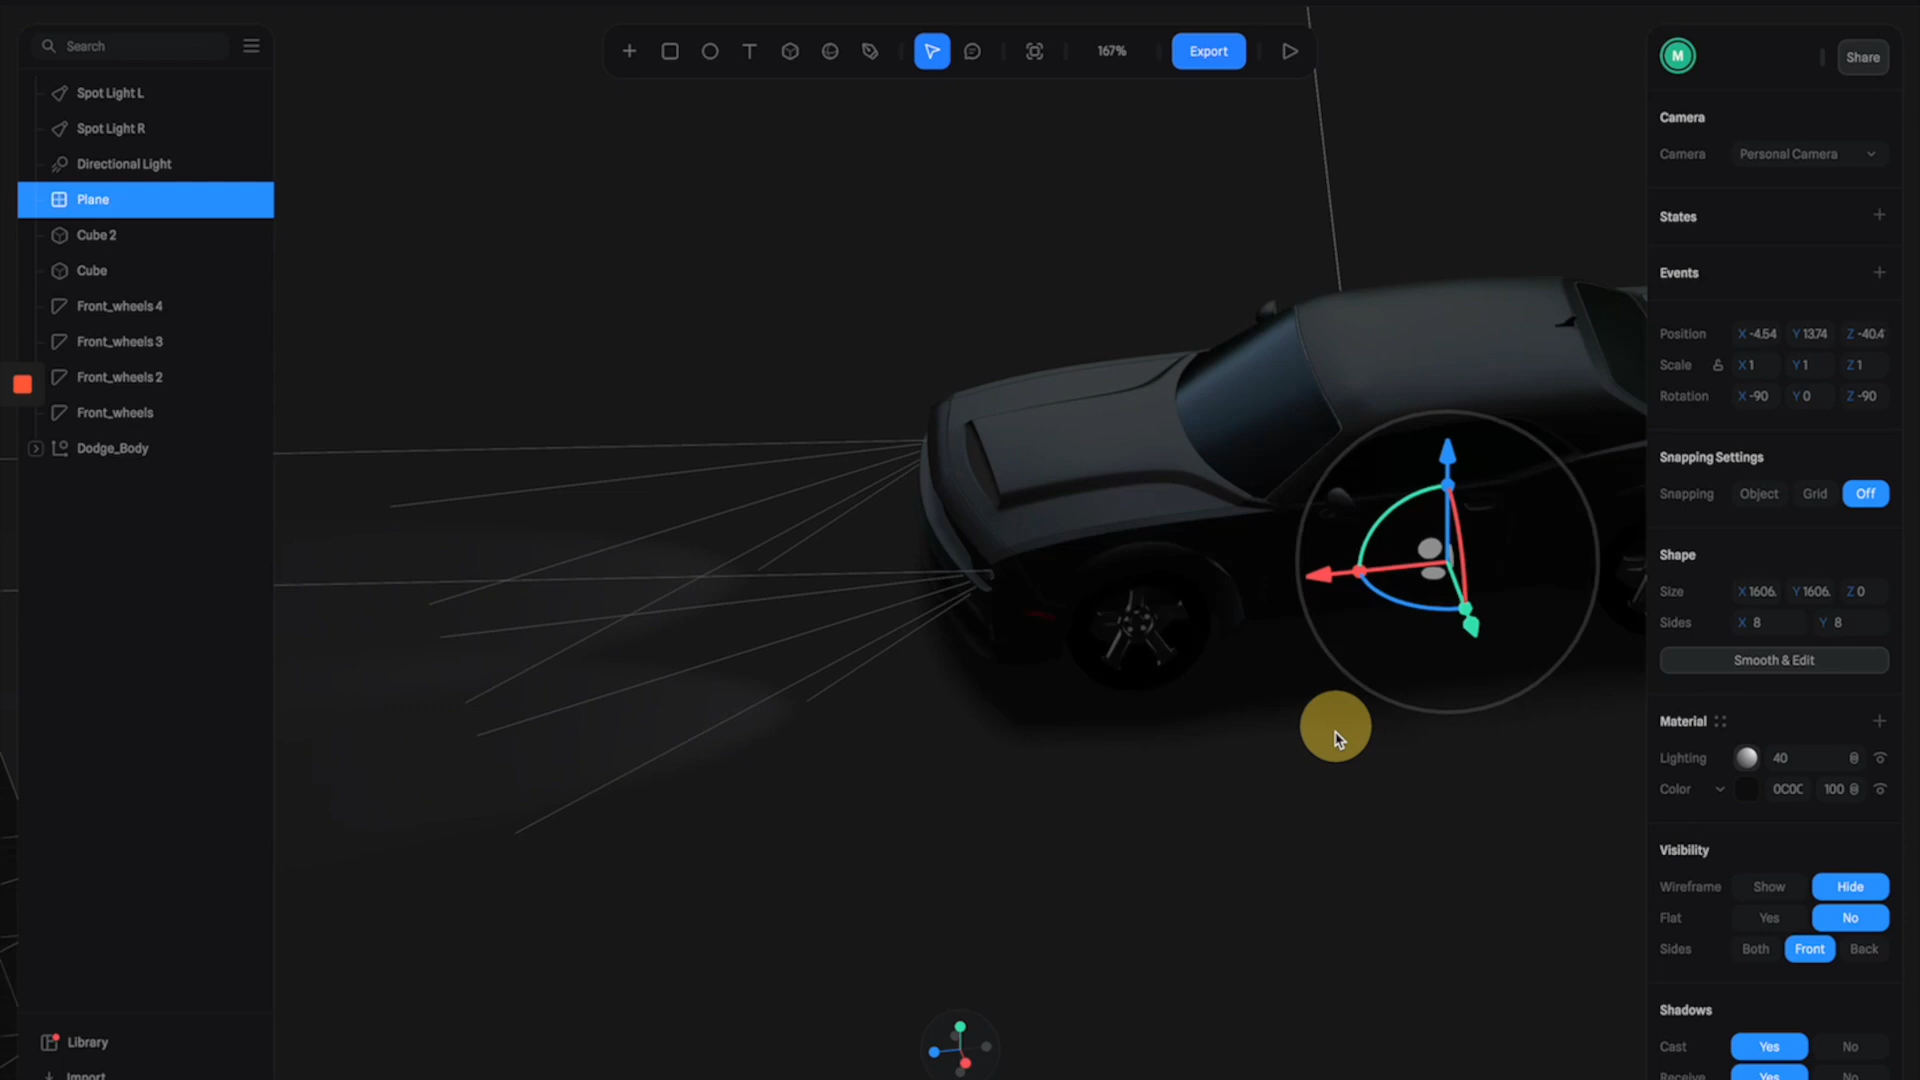 Search
Spot Light L
Spot Light R
Directional Light
Plane
Cube 2
Cube
Front_wheels 4
Front_wheels 3
Front_wheels 2
Front_wheels
Dodge_Body
Library
Import
167%
Export
M
Share
Camera
Camera Personal Camera
States
Events
Position X -4.54 Y 13.74 Z -40.4
Scale X 1 Y 1 Z 1
Rotation X -90 Y 0 Z -90
Snapping Settings
Snapping Object Grid Off
Shape
Size X 1606. Y 1606. Z 0
Sides X 8 Y 8
Smooth & Edit
Material
Lighting 40
Color 0C0C 100
Visibility
Wireframe Show Hide
Flat Yes No
Sides Both Front Back
Shadows
Cast Yes No
Receive Yes No